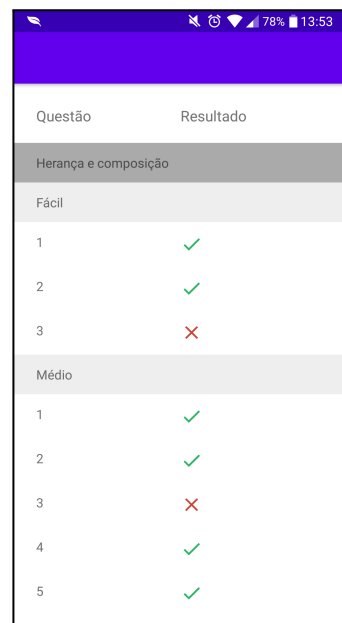 78% 13:53
Questão Resultado
Herança e composição
Fácil
1
2
3
Médio
1
2
3
4
5